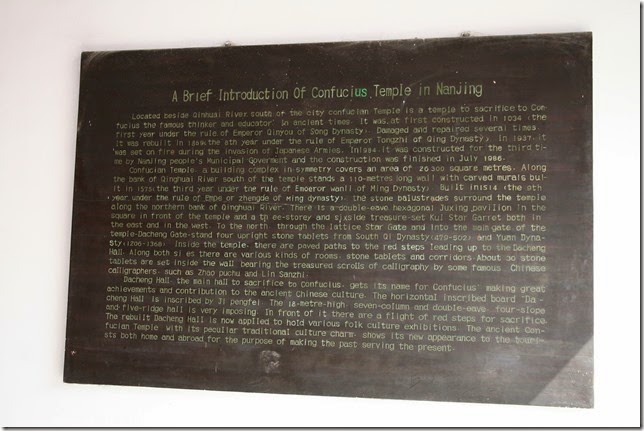 A Brief Introduction Of Confucius Temple in Nanjing
Located beside Qinhuai River south of the city confucian Temple is a temple to sacrifice to Con-
fucius the famous thinker and educator in ancient times. It was at first constructed in 1034 (the
first year under the rule of Emperor Qinyou of Song Dynasty). Damaged and repaired several times
It was rebuilt in 1869(the 8th year under the rule of Emperor Tongzhi of Qing Dynasty). In 1937, it
was set on fire during the invasion of Japanese Armies. In1984 it was constructed for the third ti-
me by Nanjing people's Municipal Goverment and the construction was finished in July 1986.
Confucian Temple, a building complex in symmetry covers an area of 26300 square metres. Along
the bank of Qinghuai River south of the temple stands a 110-metres long wall with carved murals bui-
lt in the third year under the rule of Emoeror wanli of Ming Dynasty). Built in1514 (the 9th
year under the rule of Empe or zhengde of Ming dynasty), the stone balustrades surround the temple
along the northern bank of Qinghuai River. There is a double-eave hexagonal Juxing pavilion in the
square in front of the temple and a three-storey and sixside treasure-set Kui Star Garret both in
the east and in the west. To the north, through the lattice Star Gate and into the main gate of the
temple-Dacheng Gate-stand four upright stone tablets from South Qi Dynasty(479-502) and Yuan Dyna-
sty,(1206-1368). Inside the temple, there are paved paths to the red steps leading up to the Dacheng
Hall. Along both si es there are various kinds of rooms, stone tablets and corridors. About 30 stone
tablets are set inside the wall bearing the treasured scrolls of calligraphy by some famous Chinese
calligraphers, such as Zhao puchu and Lin Sanzhi.
Dacheng Hall, the main hall to sacrifice to Confucius, gets its name for Confucius' making great
achievements and contribution to the ancient Chinese culture. The horizontal inscribed board "Da-
cheng Hall is inscribed by Ji pengfei. The 18-metre-high, seven-column and double-eave, four-slope
and five-ridge hall is very imposing. In front of it there are a flight of red steps for sacrifice
The rebuilt Dacheng Hall is now applied to hold various folk culture exhibitions. The ancient Con-
fucian Temple with its peculiar traditional culture charm, shows its new appearance to the touri-
sts both home and abroad for the purpose of making the past serving the present.